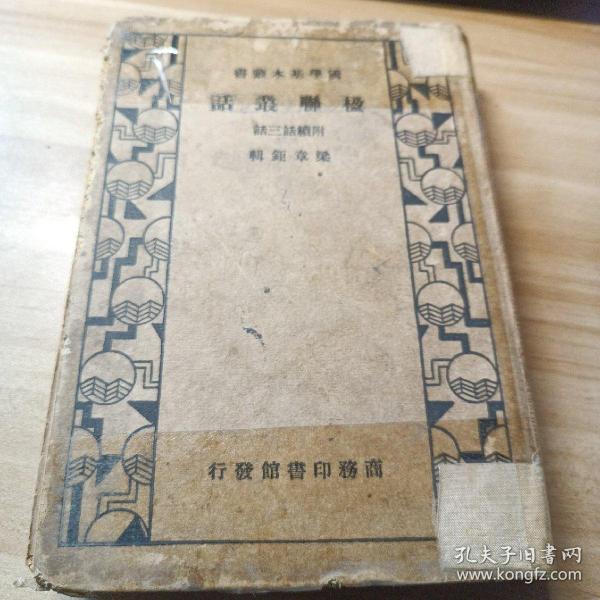 國學基本叢書
楹聯叢話
附續話三話
梁章鉅輯
商務印書館發行
孔夫子旧书网
www.kongfz.com